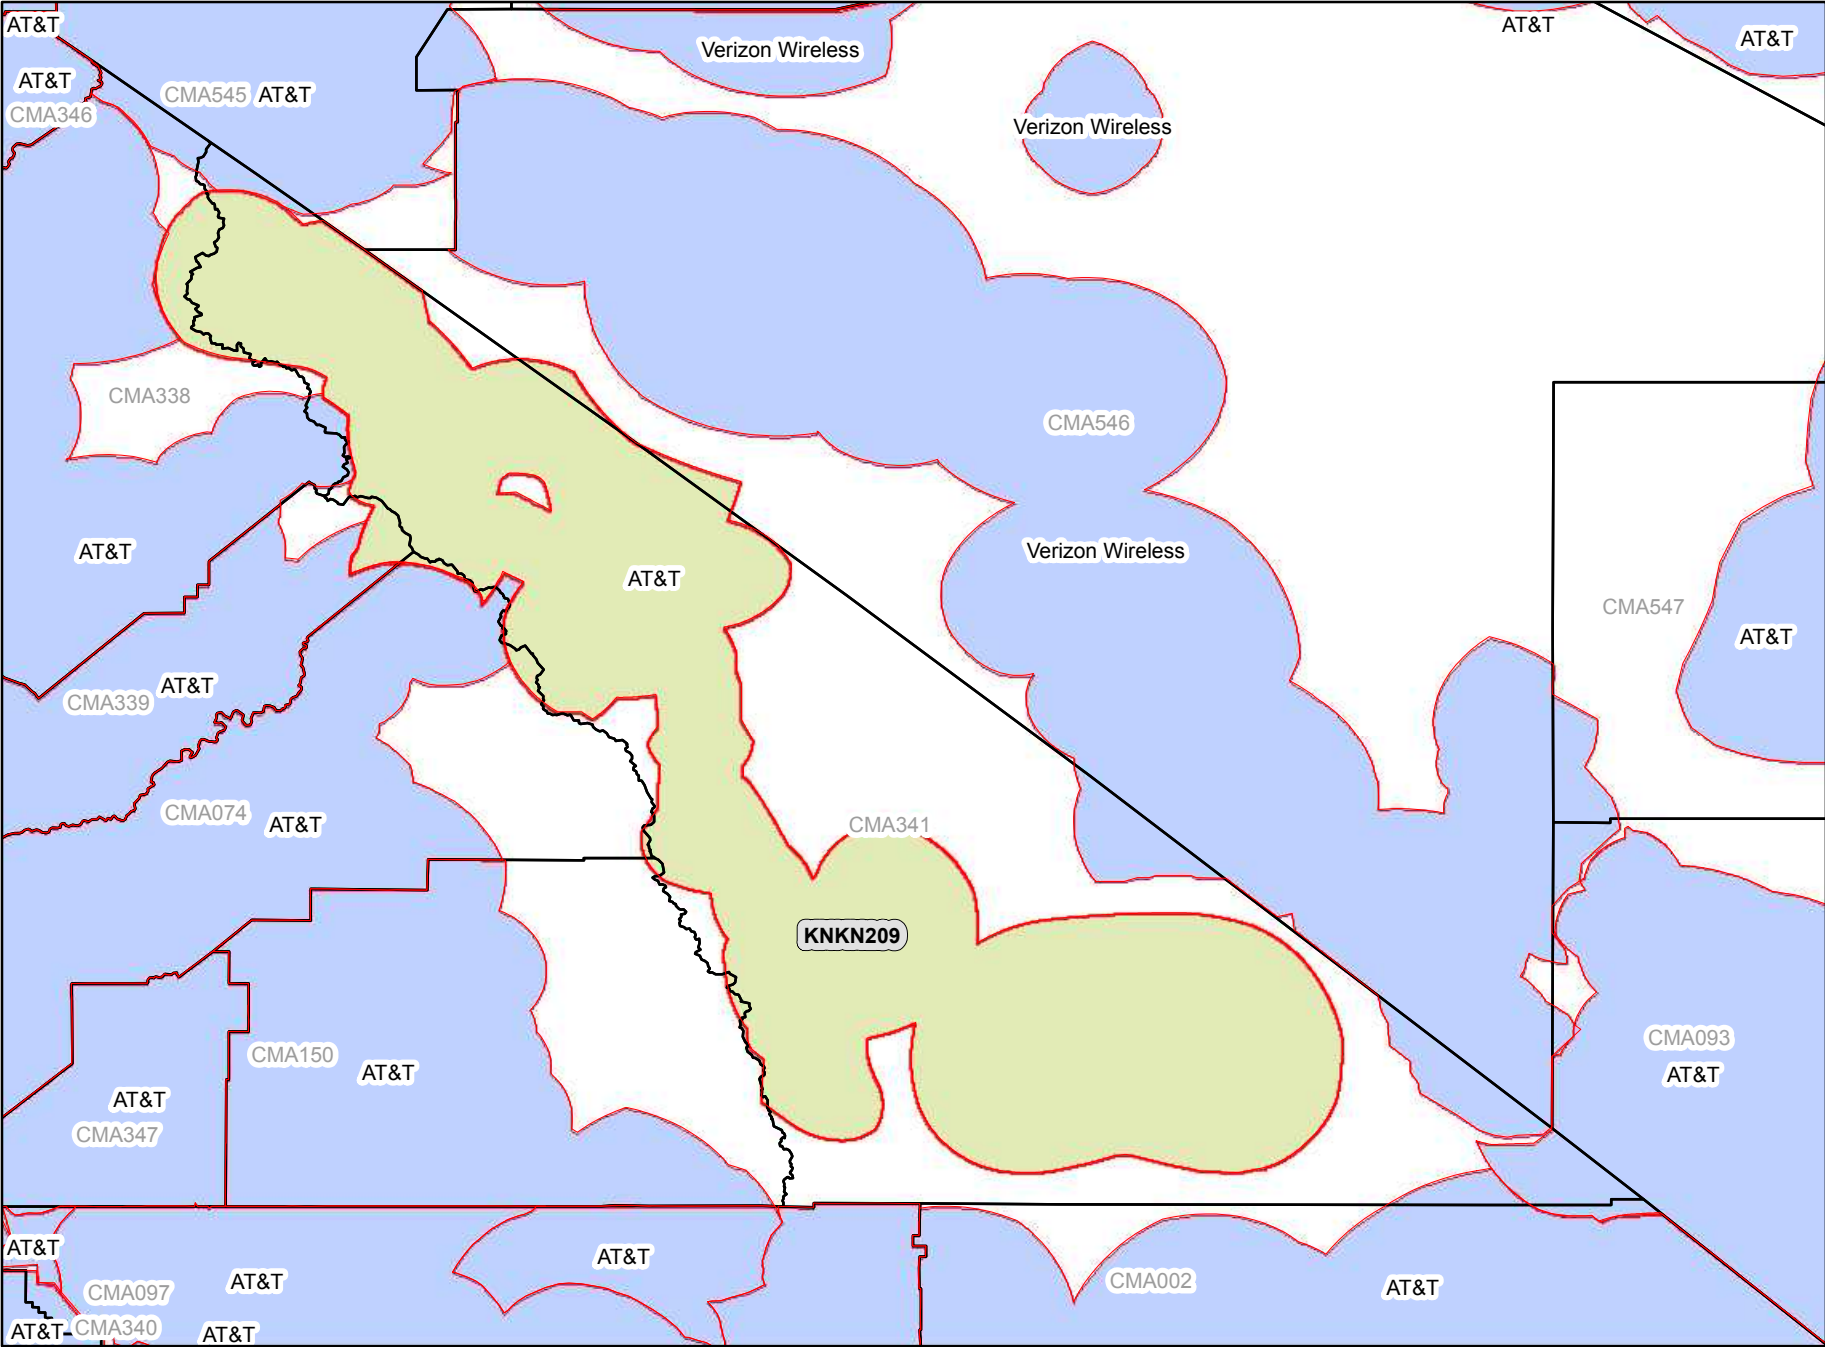 AT&T
Verizon Wireless
AT&T
AT&T
AT&T
CMA545 AT&T
CMA346
Verizon Wireless
CMA338
CMA546
AT&T
Verizon Wireless
AT&T
CMA547
AT&T
AT&T
CMA339
CMA074
AT&T
CMA341
KNKN209
CMA093
CMA150
AT&T
AT&T
AT&T
CMA347
AT&T
AT&T
AT&T
CMA002
AT&T
CMA097
AT&T
CMA340
AT&T